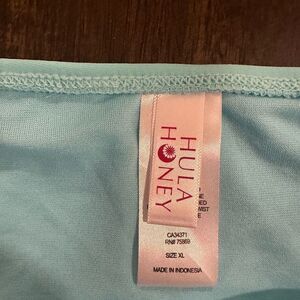 HULA
HONEY
CA34371
RN# 75869
SIZE XL
MADE IN INDONESIA